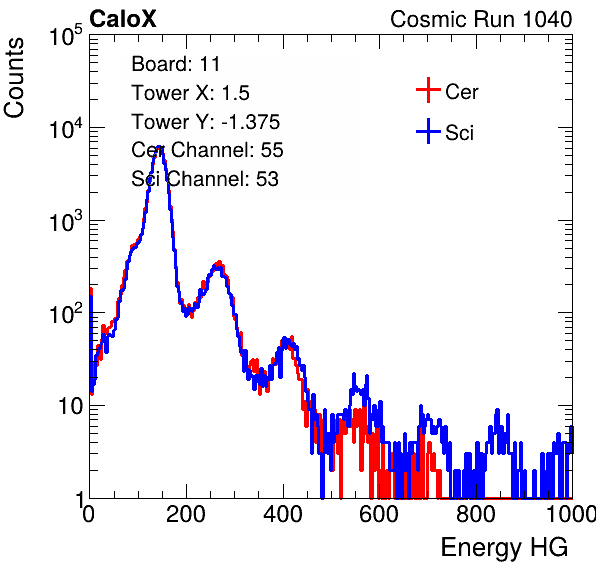 CaloX Cosmic Run 1040
Counts
Board: 11
Tower X: 1.5
Tower Y: -1.375
Cer Channel: 55
Sci Channel: 53
Cer
Sci
10^5
10^4
10^3
10^2
10
1
0 200 400 600 800 1000
Energy HG